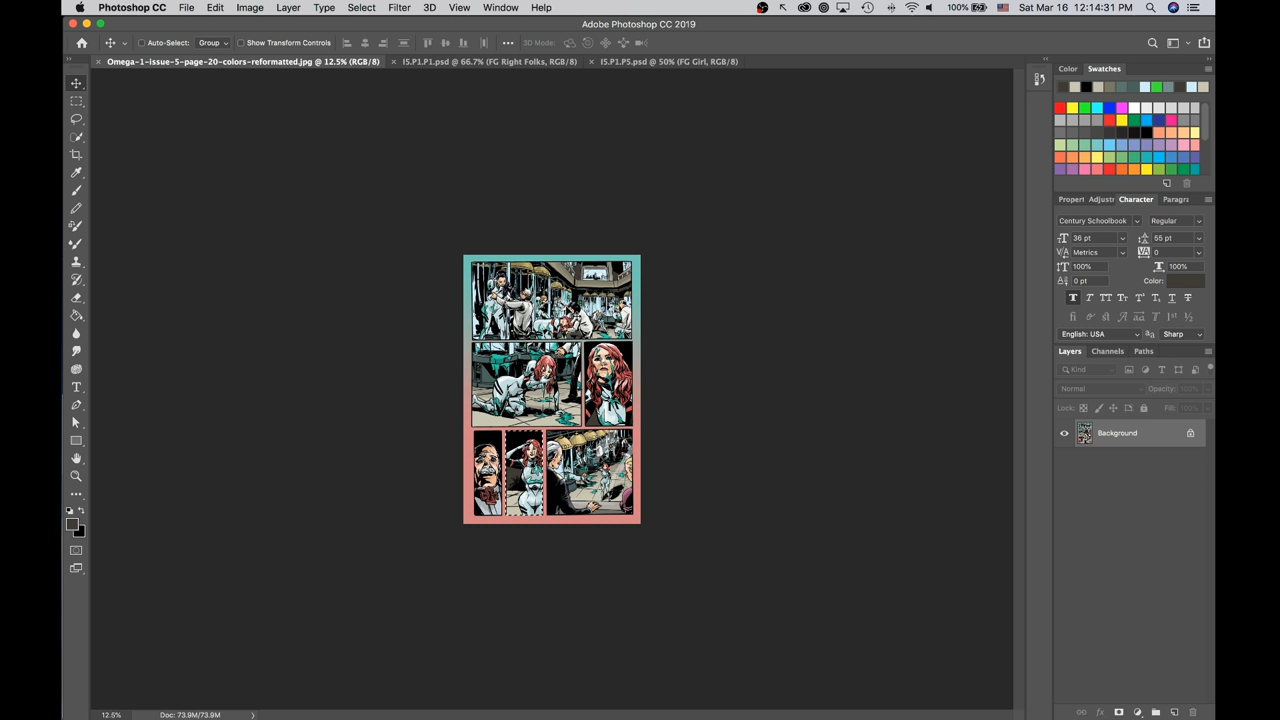 Photoshop CC File Edit Image Layer Type Select Filter 3D View Window Help 100% Sat Mar 16 12:14:31 PM
Adobe Photoshop CC 2019
Auto-Select: Group Show Transform Controls 3D Mode:
Omega-1-issue-5-page-20-colors-reformatted.jpg @ 12.5% (RGB/8) I5.P1.P1.psd @ 66.7% (FG Right Folks, RGB/8) I5.P1.P5.psd @ 50% (FG Girl, RGB/8)
Color Swatches
Propert Adjustr Character Paragra
Century Schoolbook Regular
36 pt 55 pt
Metrics 0
100% 100%
0 pt Color:
English: USA Sharp
Layers Channels Paths
Kind
Normal Opacity: 100%
Lock: Fill: 100%
Background
12.5% Doc: 73.9M/73.9M